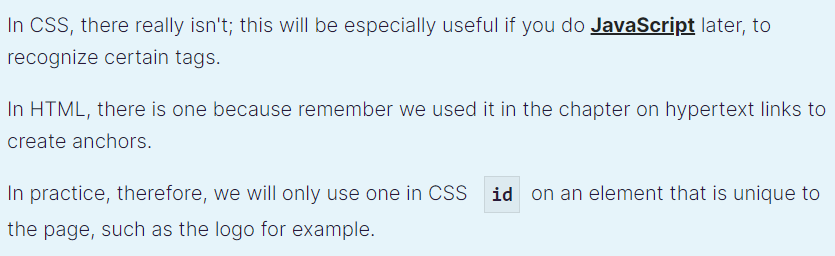 In CSS, there really isn't; this will be especially useful if you do JavaScript later, to
recognize certain tags.
In HTML, there is one because remember we used it in the chapter on hypertext links to
create anchors.
In practice, therefore, we will only use one in CSS id on an element that is unique to
the page, such as the logo for example.